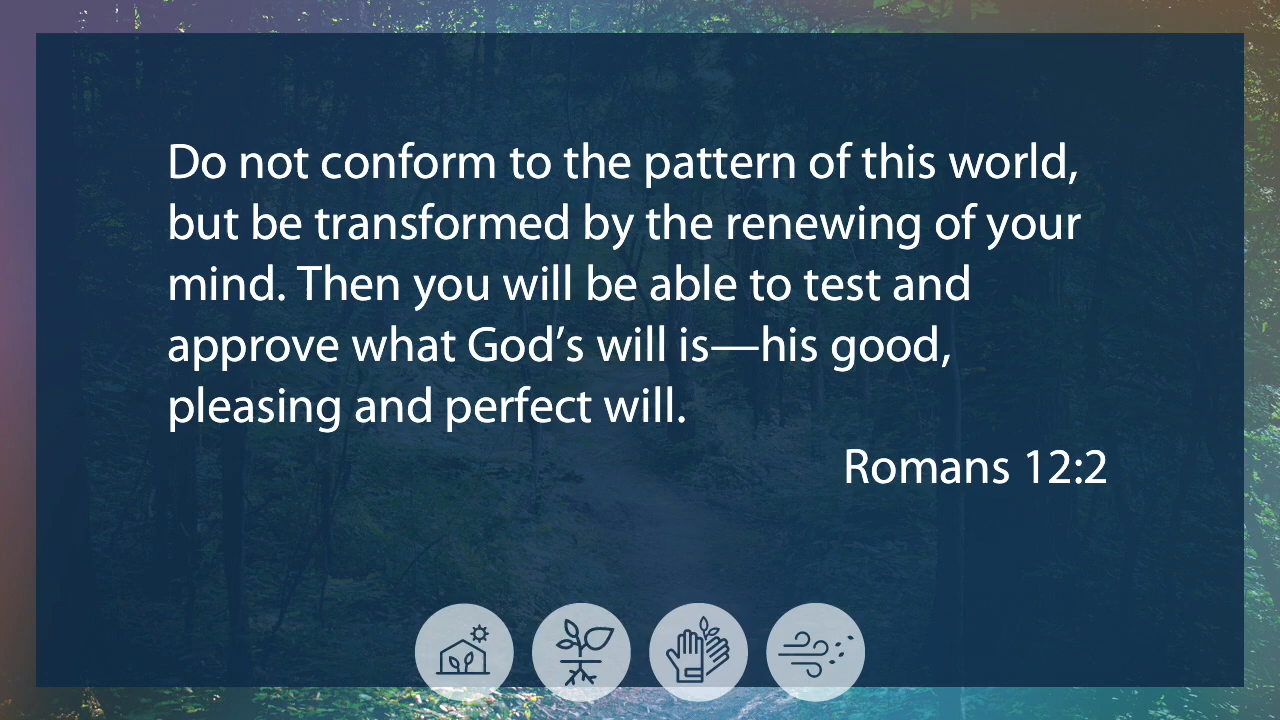 Do not conform to the pattern of this world,
but be transformed by the renewing of your
mind. Then you will be able to test and
approve what God’s will is—his good,
pleasing and perfect will.
Romans 12:2